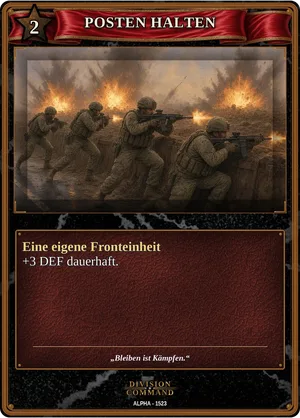 2
POSTEN HALTEN
Eine eigene Fronteinheit
+3 DEF dauerhaft.
„Bleiben ist Kämpfen.“
DIVISION
COMMAND
ALPHA - 1523